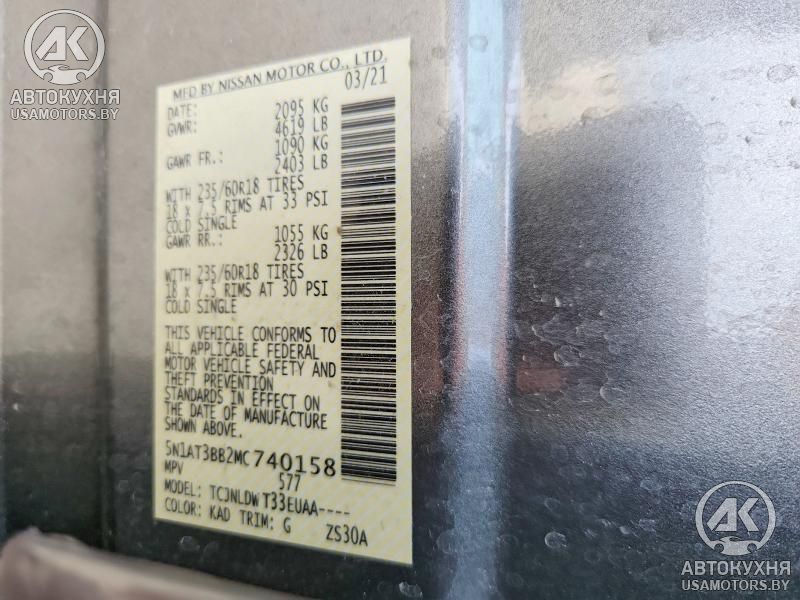 АК
АВТОКУХНЯ
USAMOTORS.BY
MFD BY NISSAN MOTOR CO., LTD.
DATE: 03/21
GVWR: 2095 KG
4619 LB
GAWR FR.: 1090 KG
2403 LB
WITH 235/60R18 TIRES
18 x 7.5 RIMS AT 33 PSI
COLD SINGLE
GAWR RR.: 1055 KG
2326 LB
WITH 235/60R18 TIRES
18 x 7.5 RIMS AT 30 PSI
COLD SINGLE
THIS VEHICLE CONFORMS TO
ALL APPLICABLE FEDERAL
MOTOR VEHICLE SAFETY AND
THEFT PREVENTION
STANDARDS IN EFFECT ON
THE DATE OF MANUFACTURE
SHOWN ABOVE.
5N1AT3BB2MC740158
MPV 577
MODEL: TCJNLDWT33EUAA----
COLOR: KAD TRIM: G ZS30A
АК
АВТОКУХНЯ
USAMOTORS.BY